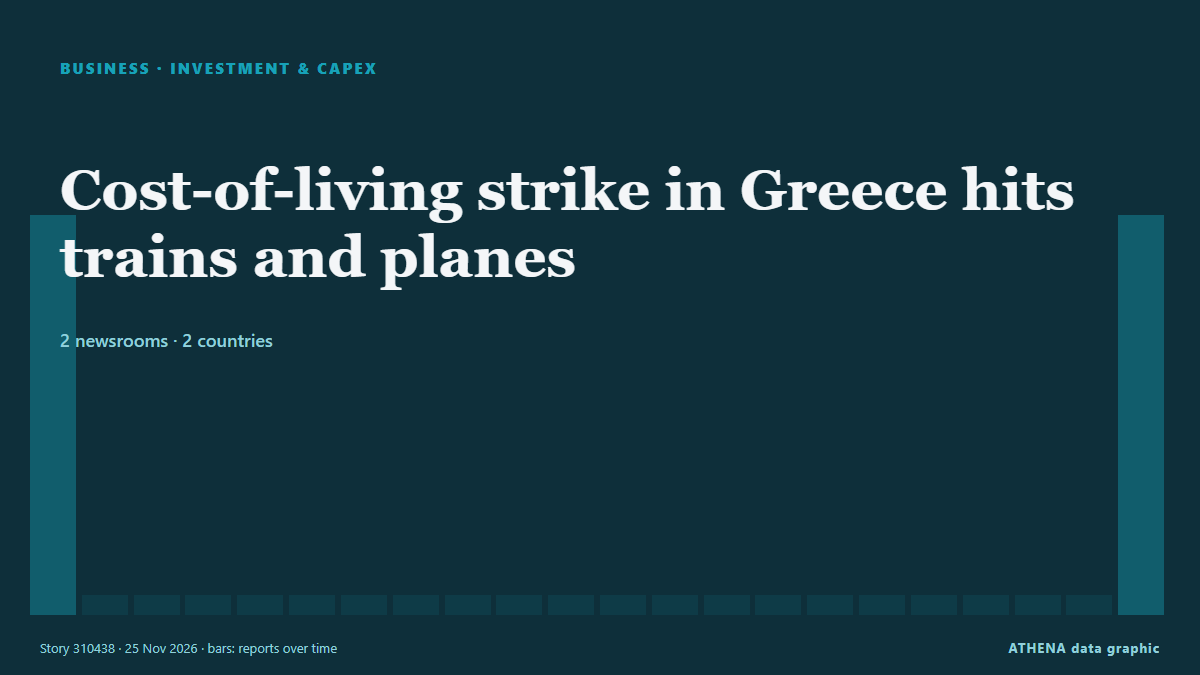 BUSINESS · INVESTMENT & CAPEX
Cost-of-living strike in Greece hits
trains and planes
2 newsrooms · 2 countries
Story 310438 · 25 Nov 2026 · bars: reports over time
ATHENA data graphic